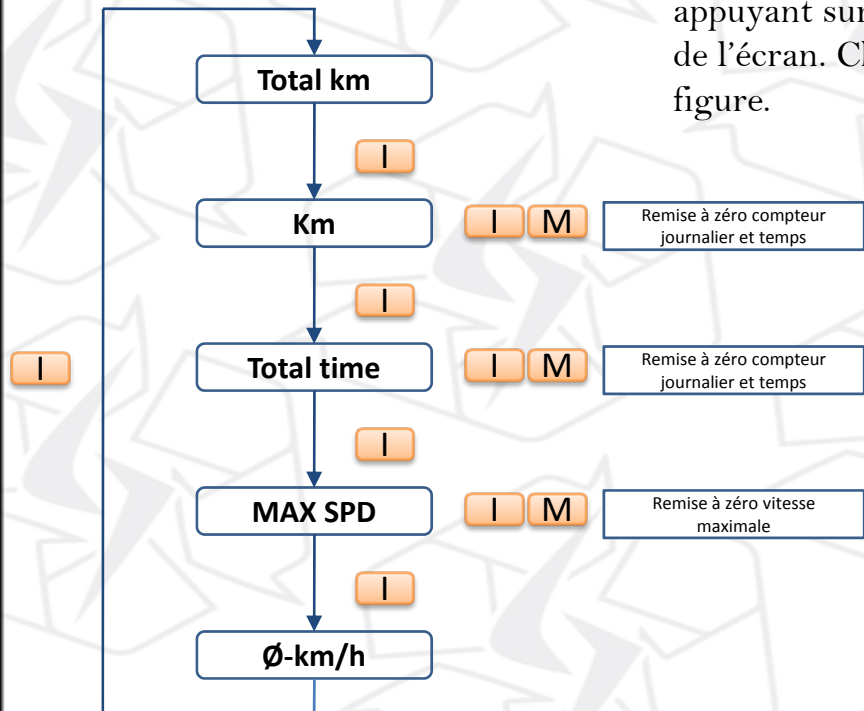 appuyant sur
de l'écran. Cl
figure.
Total km
I
Km
I M
Remise à zéro compteur
journalier et temps
I
I
Total time
I M
Remise à zéro compteur
journalier et temps
I
MAX SPD
I M
Remise à zéro vitesse
maximale
I
Ø-km/h